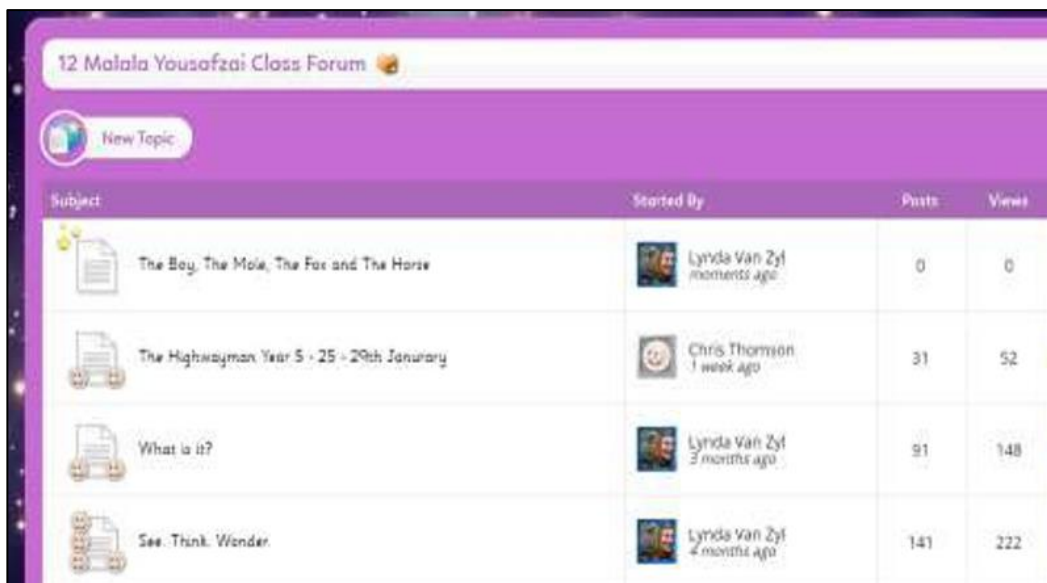 12 Malala Yousafzai Class Forum
New Topic
Subject Started By Posts Views
The Boy, The Mole, The Fox and The Horse Lynda Van Zyl 0 0
moments ago
The Highwayman Year 5 - 25 - 29th Janurary Chris Thomson 31 52
1 week ago
What is it? Lynda Van Zyl 91 148
3 months ago
See. Think. Wonder. Lynda Van Zyl 141 222
4 months ago